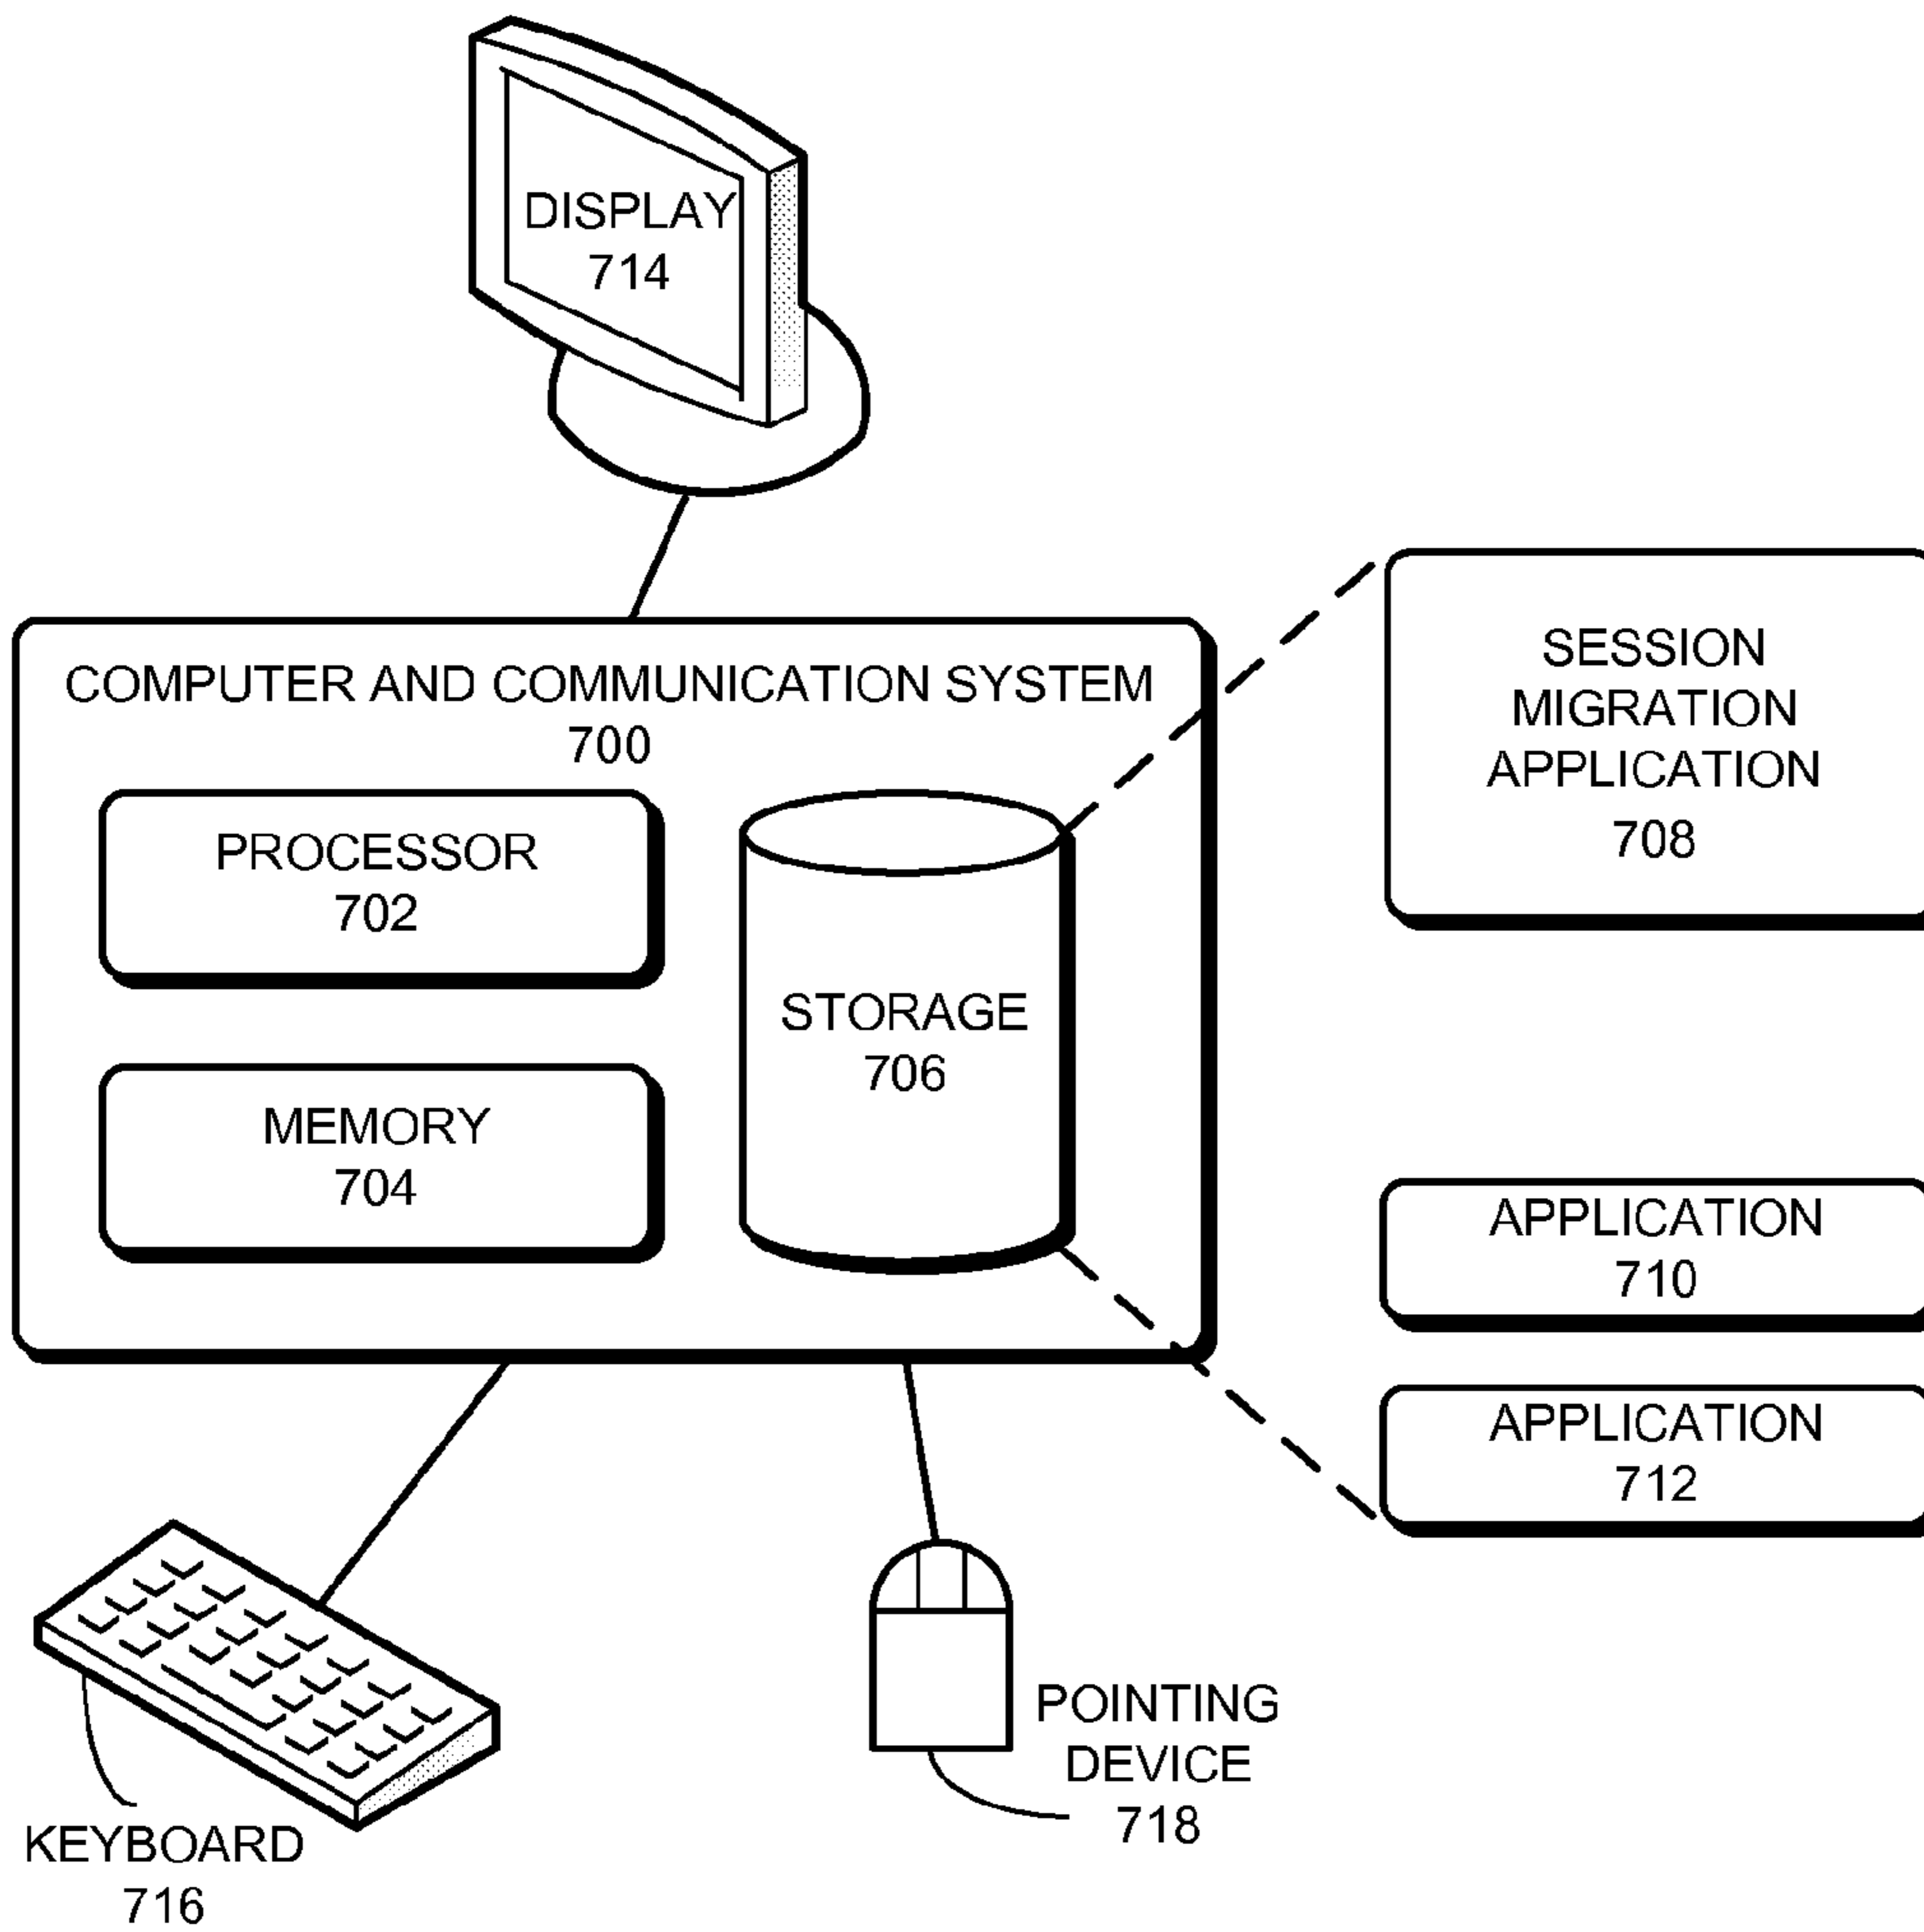 DISPLAY
714
COMPUTER AND COMMUNICATION SYSTEM
700
PROCESSOR
702
MEMORY
704
STORAGE
706
SESSION
MIGRATION
APPLICATION
708
APPLICATION
710
APPLICATION
712
KEYBOARD
716
POINTING
DEVICE
718